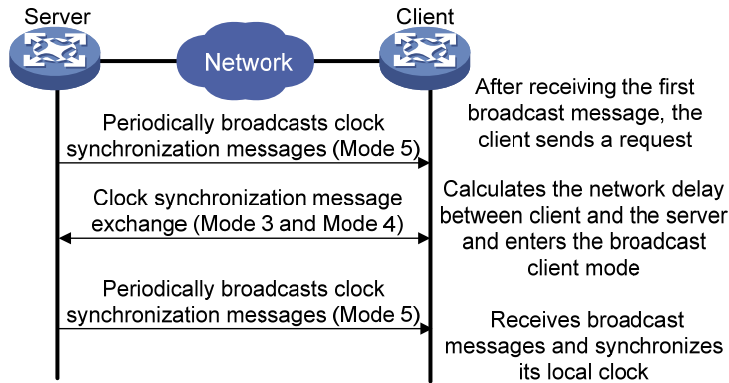 Server
Client
Network
After receiving the first
broadcast message, the
client sends a request
Periodically broadcasts clock
synchronization messages (Mode 5)
Clock synchronization message
exchange (Mode 3 and Mode 4)
Calculates the network delay
between client and the server
and enters the broadcast
client mode
Periodically broadcasts clock
synchronization messages (Mode 5)
Receives broadcast
messages and synchronizes
its local clock